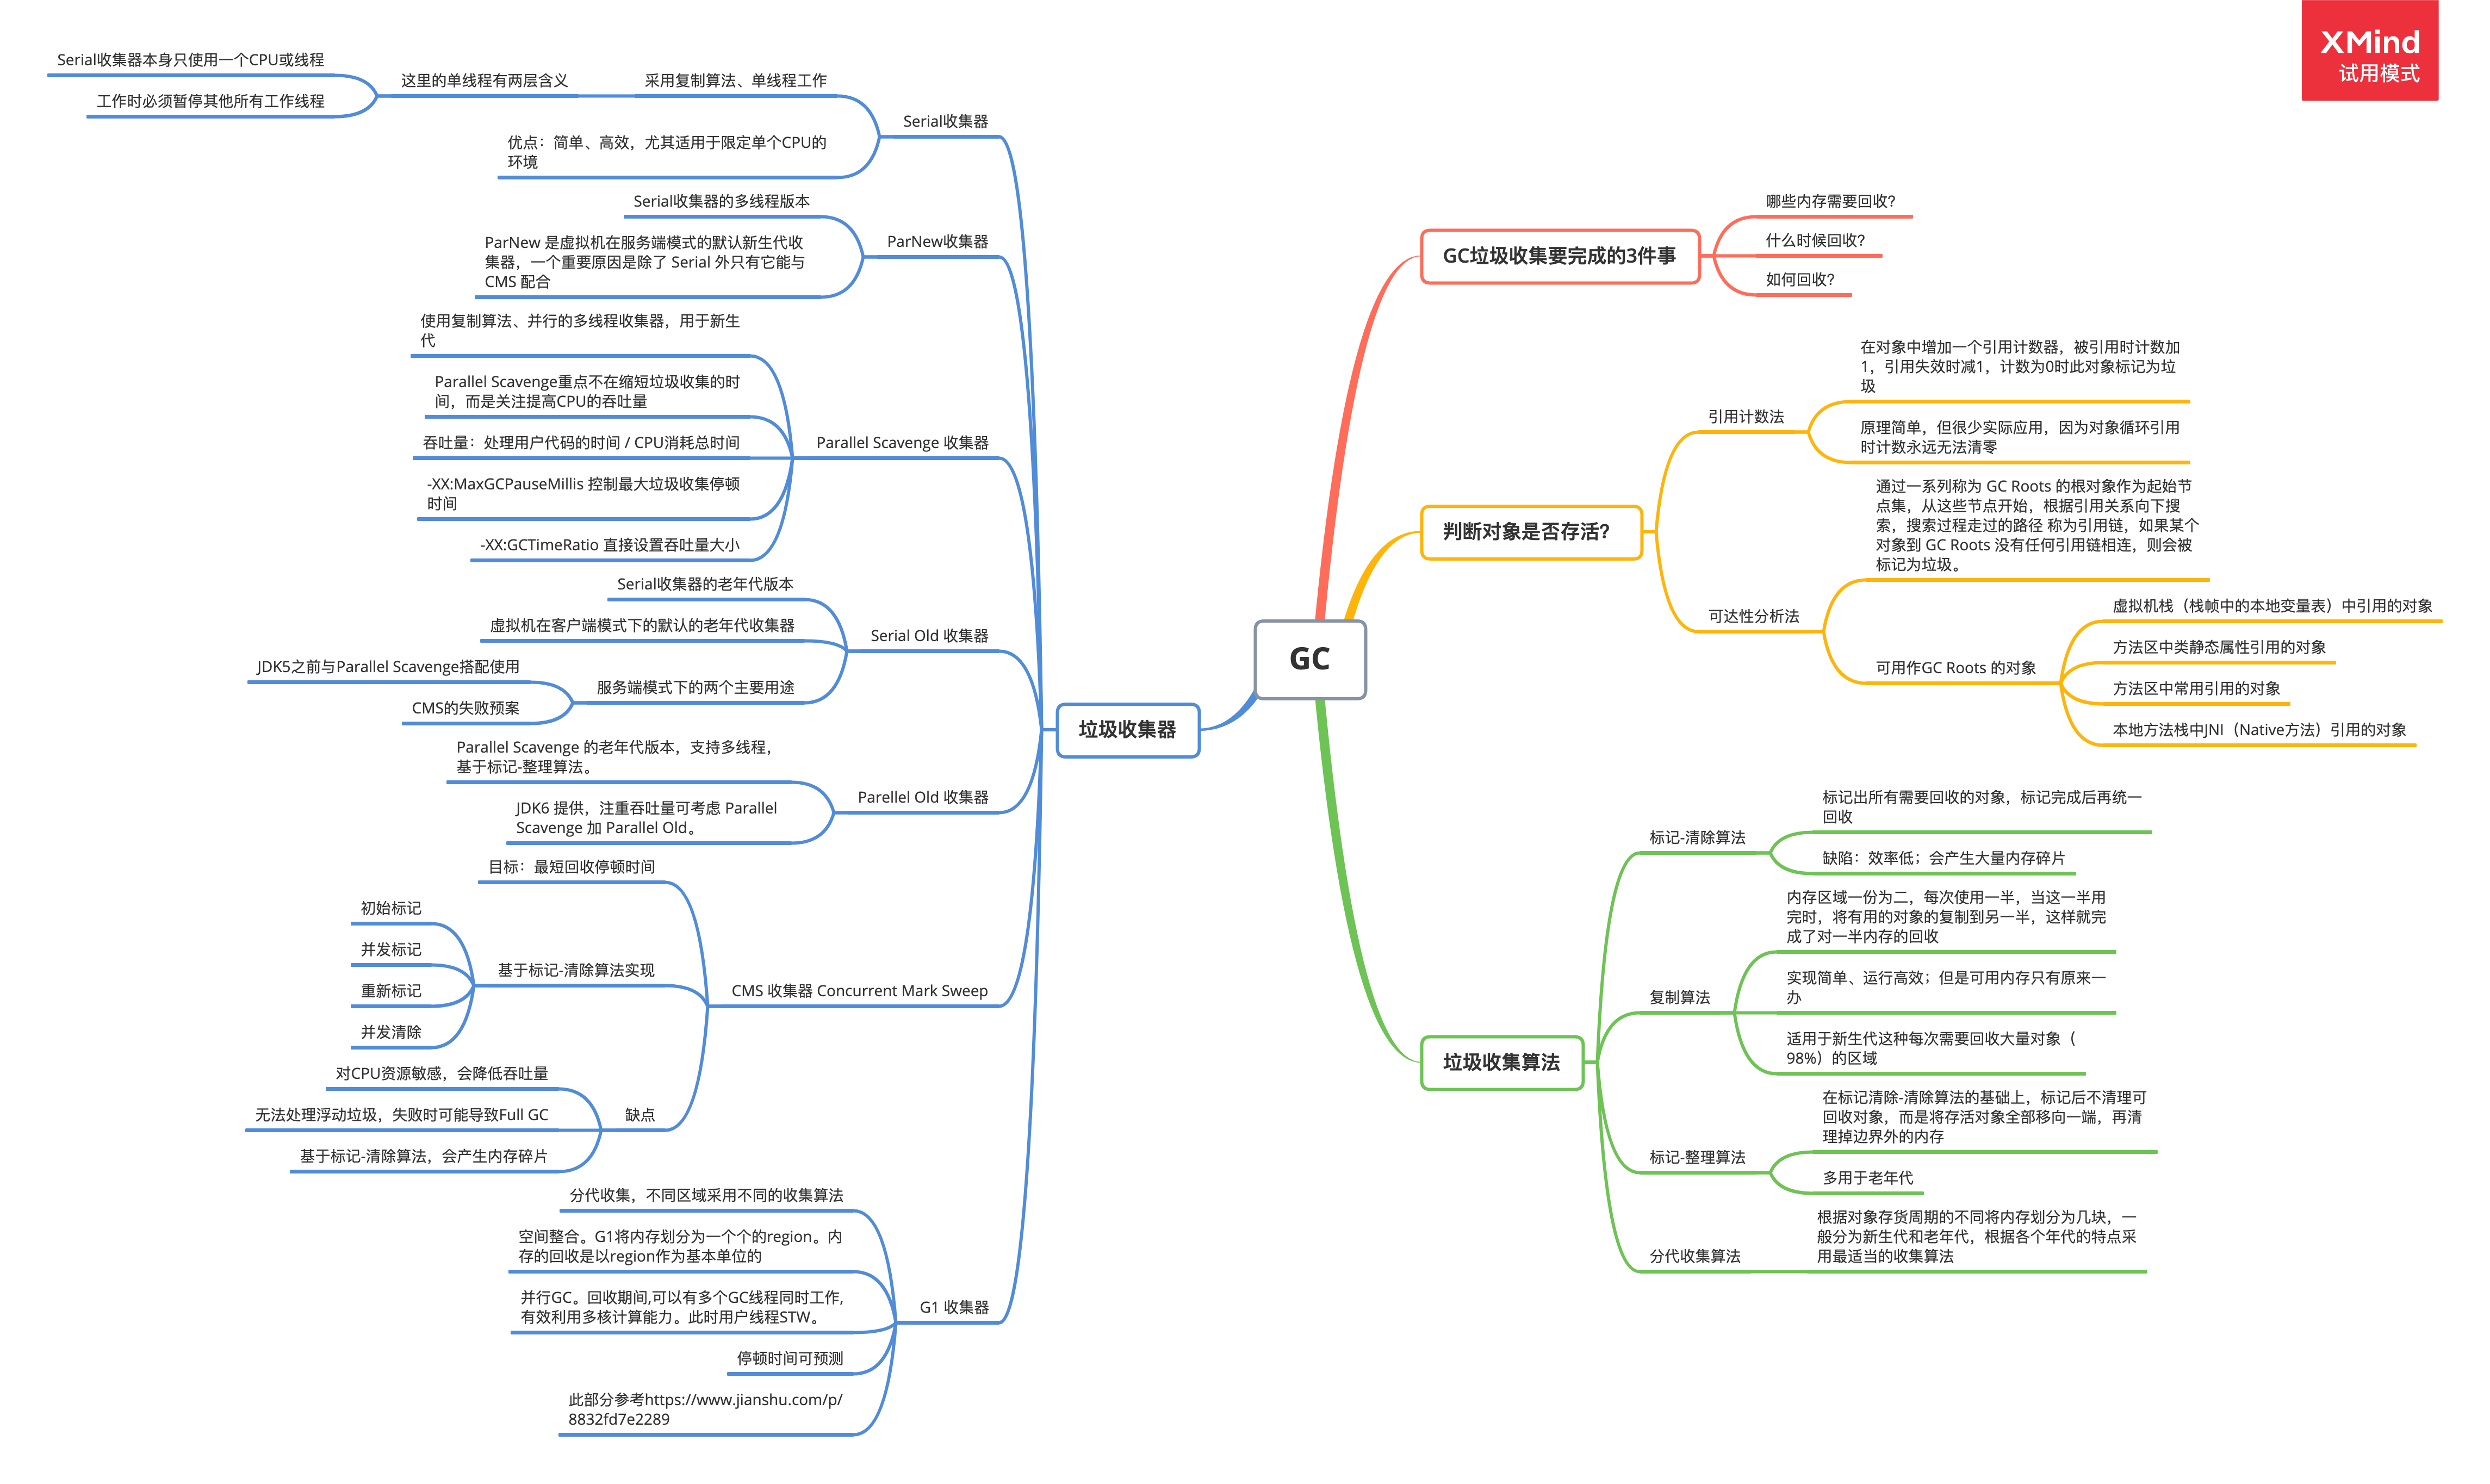 XMind
试用模式
GC
GC垃圾收集要完成的3件事
哪些内存需要回收？
什么时候回收？
如何回收？
判断对象是否存活？
引用计数法
在对象中增加一个引用计数器，被引用时计数加
1，引用失效时减1，计数为0时此对象标记为垃
圾
原理简单，但很少实际应用，因为对象循环引用
时计数永远无法清零
可达性分析法
通过一系列称为 GC Roots 的根对象作为起始节
点集，从这些节点开始，根据引用关系向下搜
索，搜索过程走过的路径 称为引用链，如果某个
对象到 GC Roots 没有任何引用链相连，则会被
标记为垃圾。
可用作GC Roots 的对象
虚拟机栈（栈帧中的本地变量表）中引用的对象
方法区中类静态属性引用的对象
方法区中常用引用的对象
本地方法栈中JNI（Native方法）引用的对象
垃圾收集算法
标记-清除算法
标记出所有需要回收的对象，标记完成后再统一
回收
缺陷：效率低；会产生大量内存碎片
复制算法
内存区域一份为二，每次使用一半，当这一半用
完时，将有用的对象的复制到另一半，这样就完
成了对一半内存的回收
实现简单、运行高效；但是可用内存只有原来一
办
适用于新生代这种每次需要回收大量对象（
98%）的区域
标记-整理算法
在标记清除-清除算法的基础上，标记后不清理可
回收对象，而是将存活对象全部移向一端，再清
理掉边界外的内存
多用于老年代
分代收集算法
根据对象存货周期的不同将内存划分为几块，一
般分为新生代和老年代，根据各个年代的特点采
用最适当的收集算法
垃圾收集器
Serial收集器
采用复制算法、单线程工作
这里的单线程有两层含义
Serial收集器本身只使用一个CPU或线程
工作时必须暂停其他所有工作线程
优点：简单、高效，尤其适用于限定单个CPU的
环境
ParNew收集器
Serial收集器的多线程版本
ParNew 是虚拟机在服务端模式的默认新生代收
集器，一个重要原因是除了 Serial 外只有它能与
CMS 配合
Parallel Scavenge 收集器
使用复制算法、并行的多线程收集器，用于新生
代
Parallel Scavenge重点不在缩短垃圾收集的时
间，而是关注提高CPU的吞吐量
吞吐量：处理用户代码的时间 / CPU消耗总时间
-XX:MaxGCPauseMillis 控制最大垃圾收集停顿
时间
-XX:GCTimeRatio 直接设置吞吐量大小
Serial Old 收集器
Serial收集器的老年代版本
虚拟机在客户端模式下的默认的老年代收集器
服务端模式下的两个主要用途
JDK5之前与Parallel Scavenge搭配使用
CMS的失败预案
Parellel Old 收集器
Parallel Scavenge 的老年代版本，支持多线程，
基于标记-整理算法。
JDK6 提供，注重吞吐量可考虑 Parallel
Scavenge 加 Parallel Old。
CMS 收集器 Concurrent Mark Sweep
目标：最短回收停顿时间
基于标记-清除算法实现
初始标记
并发标记
重新标记
并发清除
缺点
对CPU资源敏感，会降低吞吐量
无法处理浮动垃圾，失败时可能导致Full GC
基于标记-清除算法，会产生内存碎片
G1 收集器
分代收集，不同区域采用不同的收集算法
空间整合。G1将内存划分为一个个的region。内
存的回收是以region作为基本单位的
并行GC。回收期间,可以有多个GC线程同时工作,
有效利用多核计算能力。此时用户线程STW。
停顿时间可预测
此部分参考https://www.jianshu.com/p/
8832fd7e2289